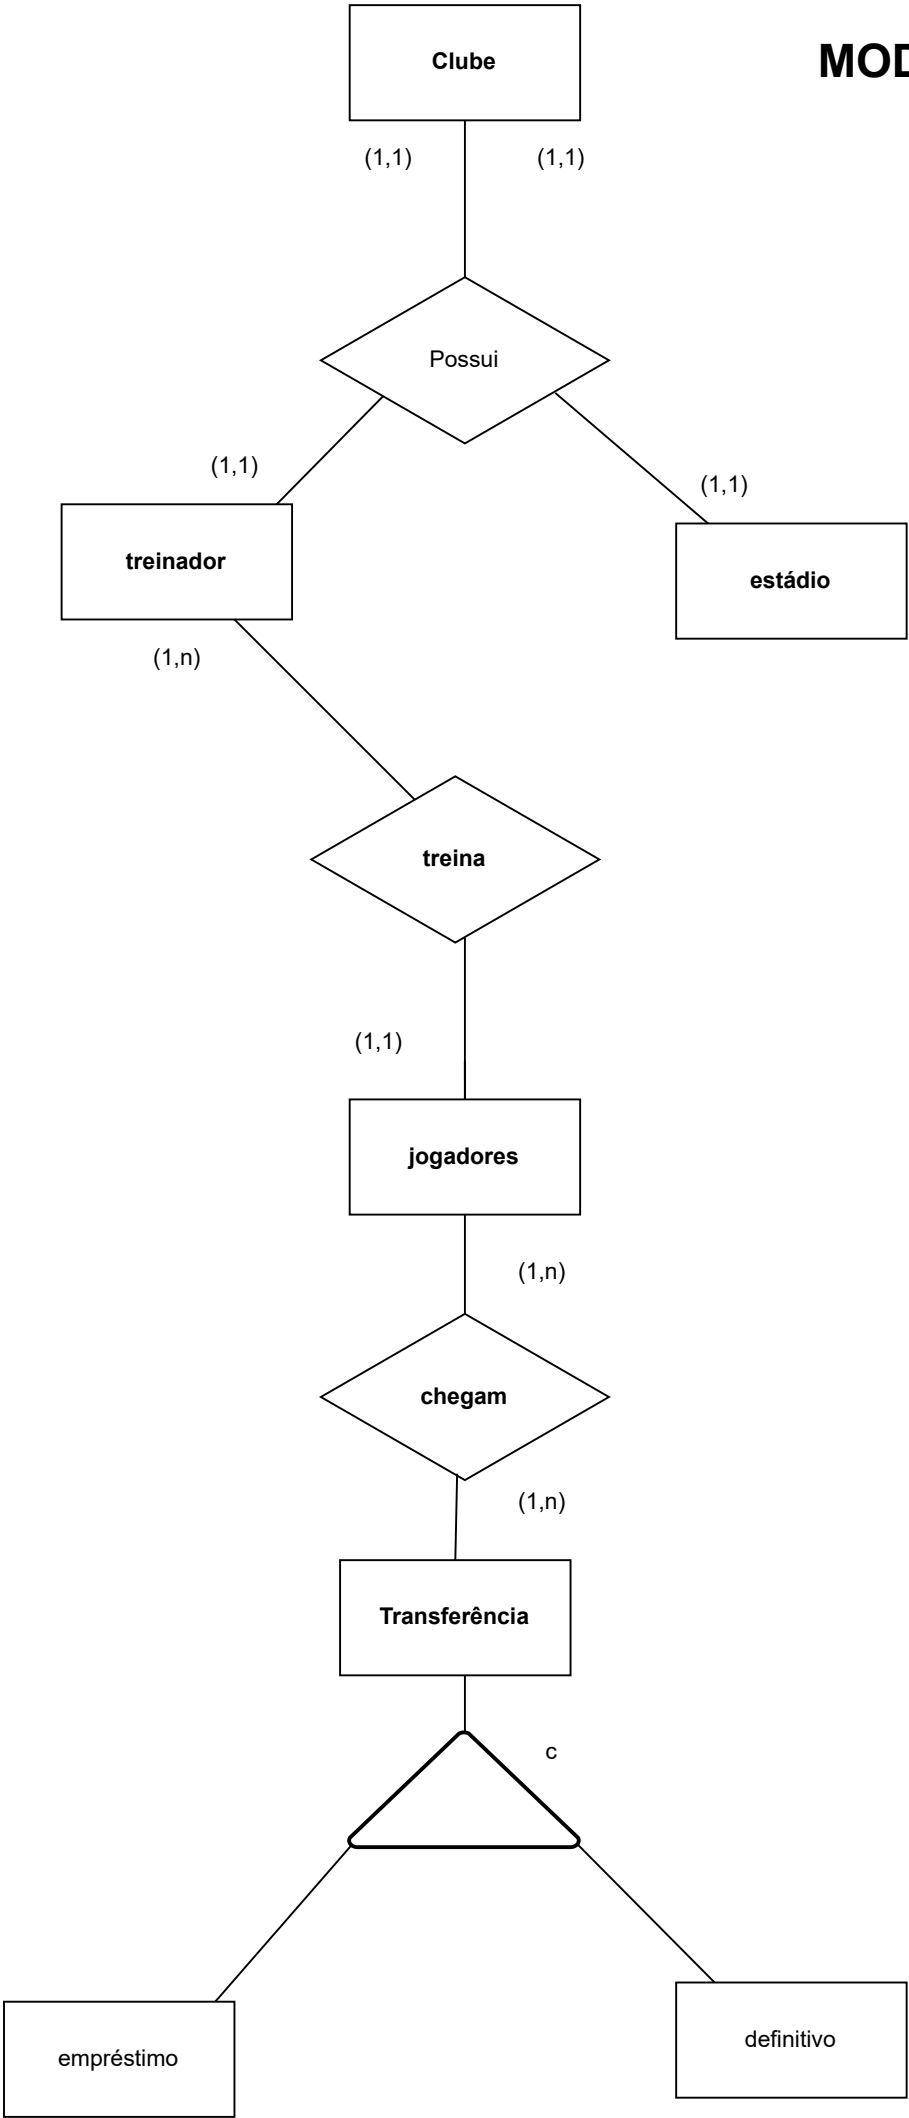 Clube
MOD
(1,1)
(1,1)
Possui
(1,1)
(1,1)
treinador
estádio
(1,n)
treina
(1,1)
jogadores
(1,n)
chegam
(1,n)
Transferência
c
empréstimo
definitivo